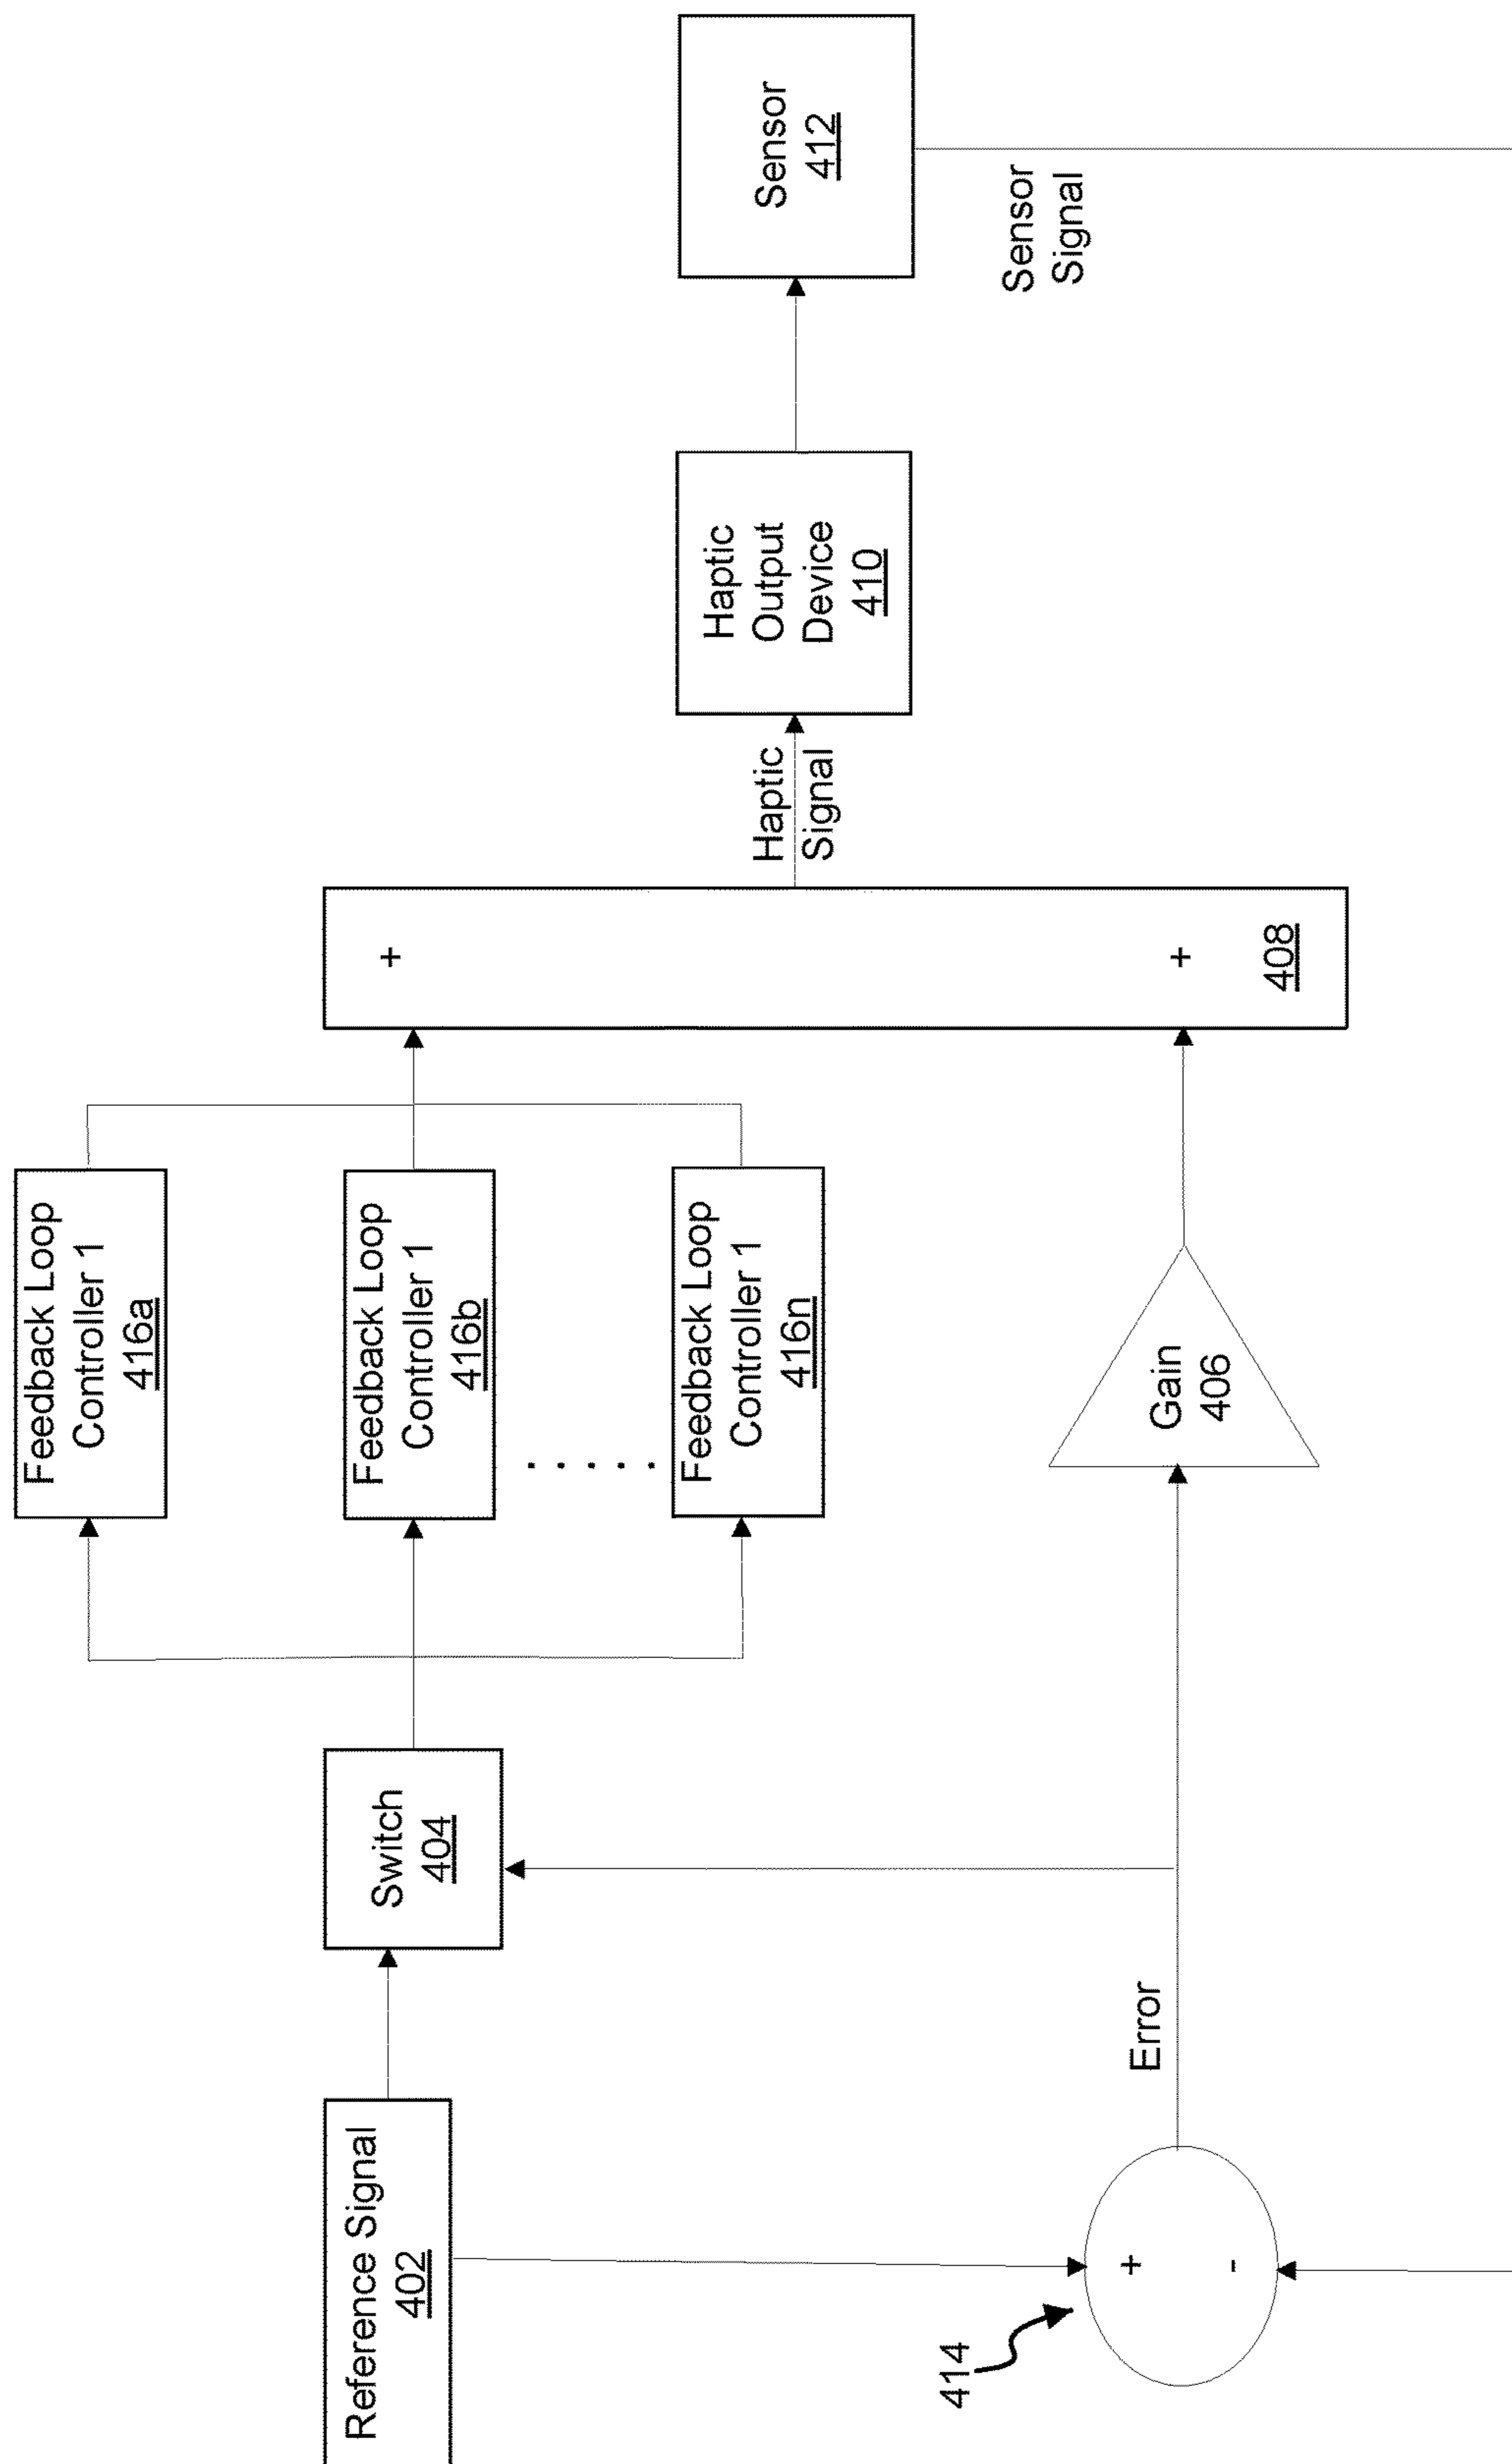 Feedback Loop
Controller 1
416a
Reference Signal
402
Switch
404
Feedback Loop
Controller 1
416b
. . . . .
Feedback Loop
Controller 1
416n
+
Haptic
Signal
Haptic
Output
Device
410
Sensor
412
Sensor
Signal
414
+
-
Error
Gain
406
+
408